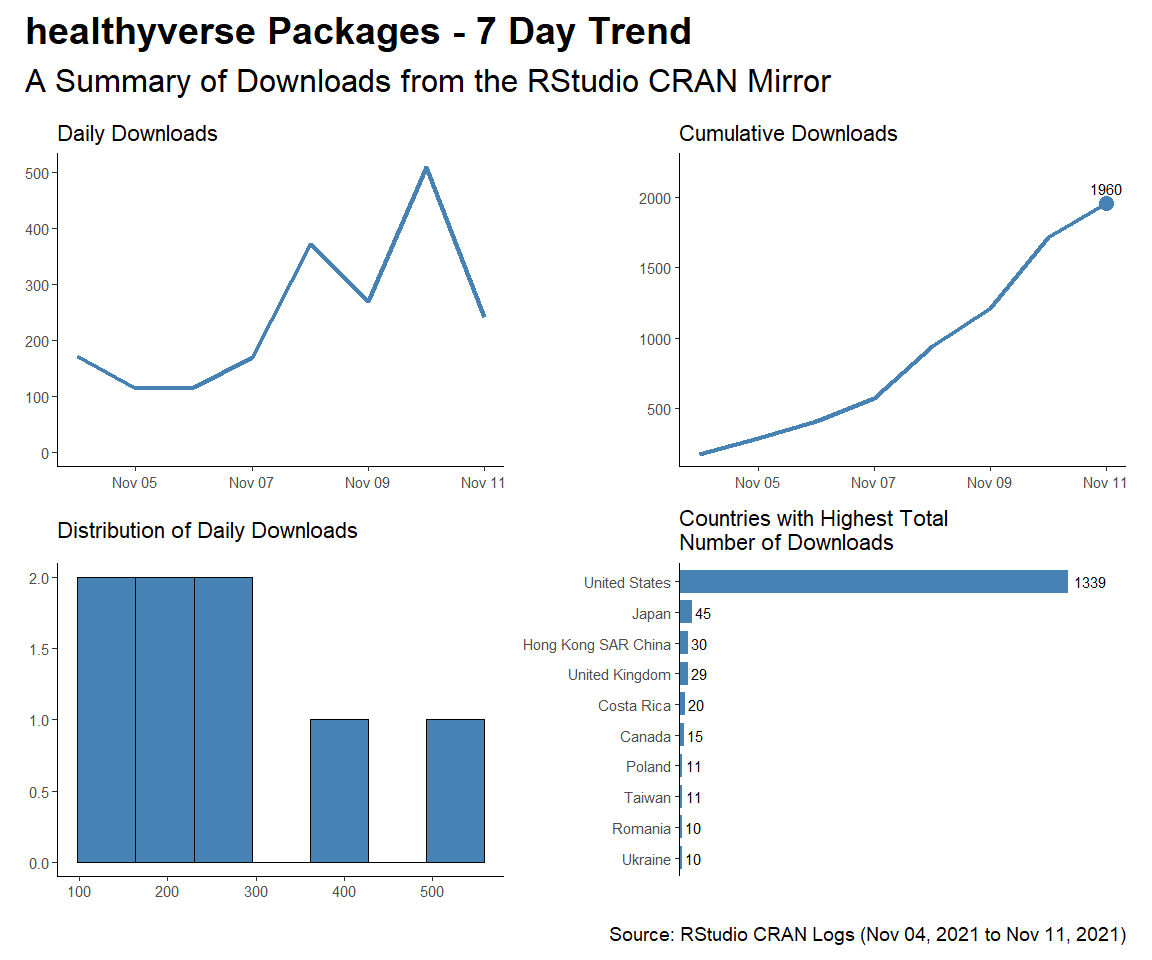 healthyverse Packages - 7 Day Trend
A Summary of Downloads from the RStudio CRAN Mirror
Daily Downloads
500
400
300
200
100
0
Nov 05 Nov 07 Nov 09 Nov 11
Cumulative Downloads
1960
2000
1500
1000
500
Nov 05 Nov 07 Nov 09 Nov 11
Distribution of Daily Downloads
2.0
1.5
1.0
0.5
0.0
100 200 300 400 500
Countries with Highest Total
Number of Downloads
United States 1339
Japan 45
Hong Kong SAR China 30
United Kingdom 29
Costa Rica 20
Canada 15
Poland 11
Taiwan 11
Romania 10
Ukraine 10
Source: RStudio CRAN Logs (Nov 04, 2021 to Nov 11, 2021)